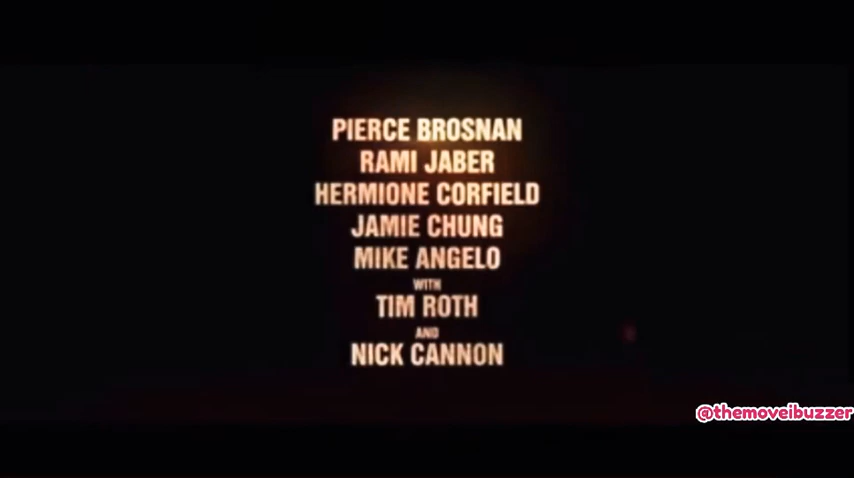 PIERCE BROSNAN
RAMI JABER
HERMIONE CORFIELD
JAMIE CHUNG
MIKE ANGELO
WITH
TIM ROTH
AND
NICK CANNON
@themoveibuzzer